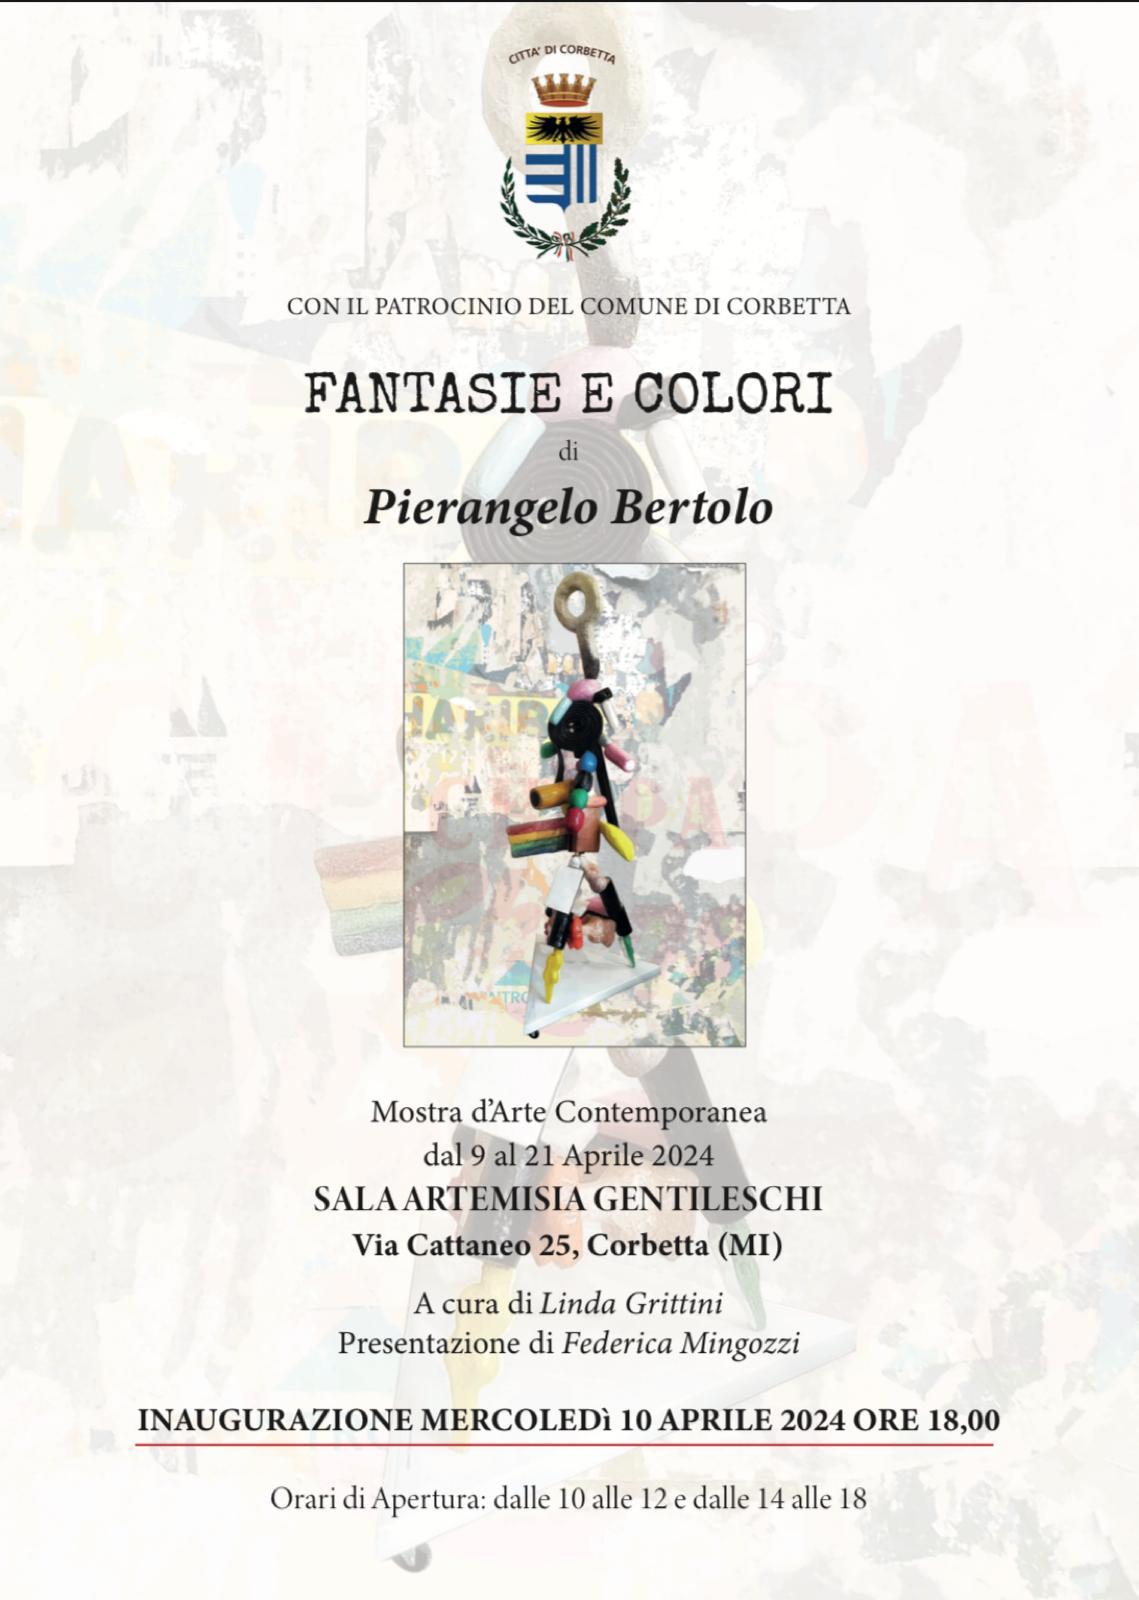 CITTA' DI CORBETTA
CON IL PATROCINIO DEL COMUNE DI CORBETTA
FANTASIE E COLORI
di
Pierangelo Bertolo
HARIB
CUPDA
NTRO
Mostra d'Arte Contemporanea
dal 9 al 21 Aprile 2024
SALA ARTEMISIA GENTILESCHI
Via Cattaneo 25, Corbetta (MI)
A cura di Linda Grittini
Presentazione di Federica Mingozzi
INAUGURAZIONE MERCOLEDì 10 APRILE 2024 ORE 18,00
Orari di Apertura: dalle 10 alle 12 e dalle 14 alle 18